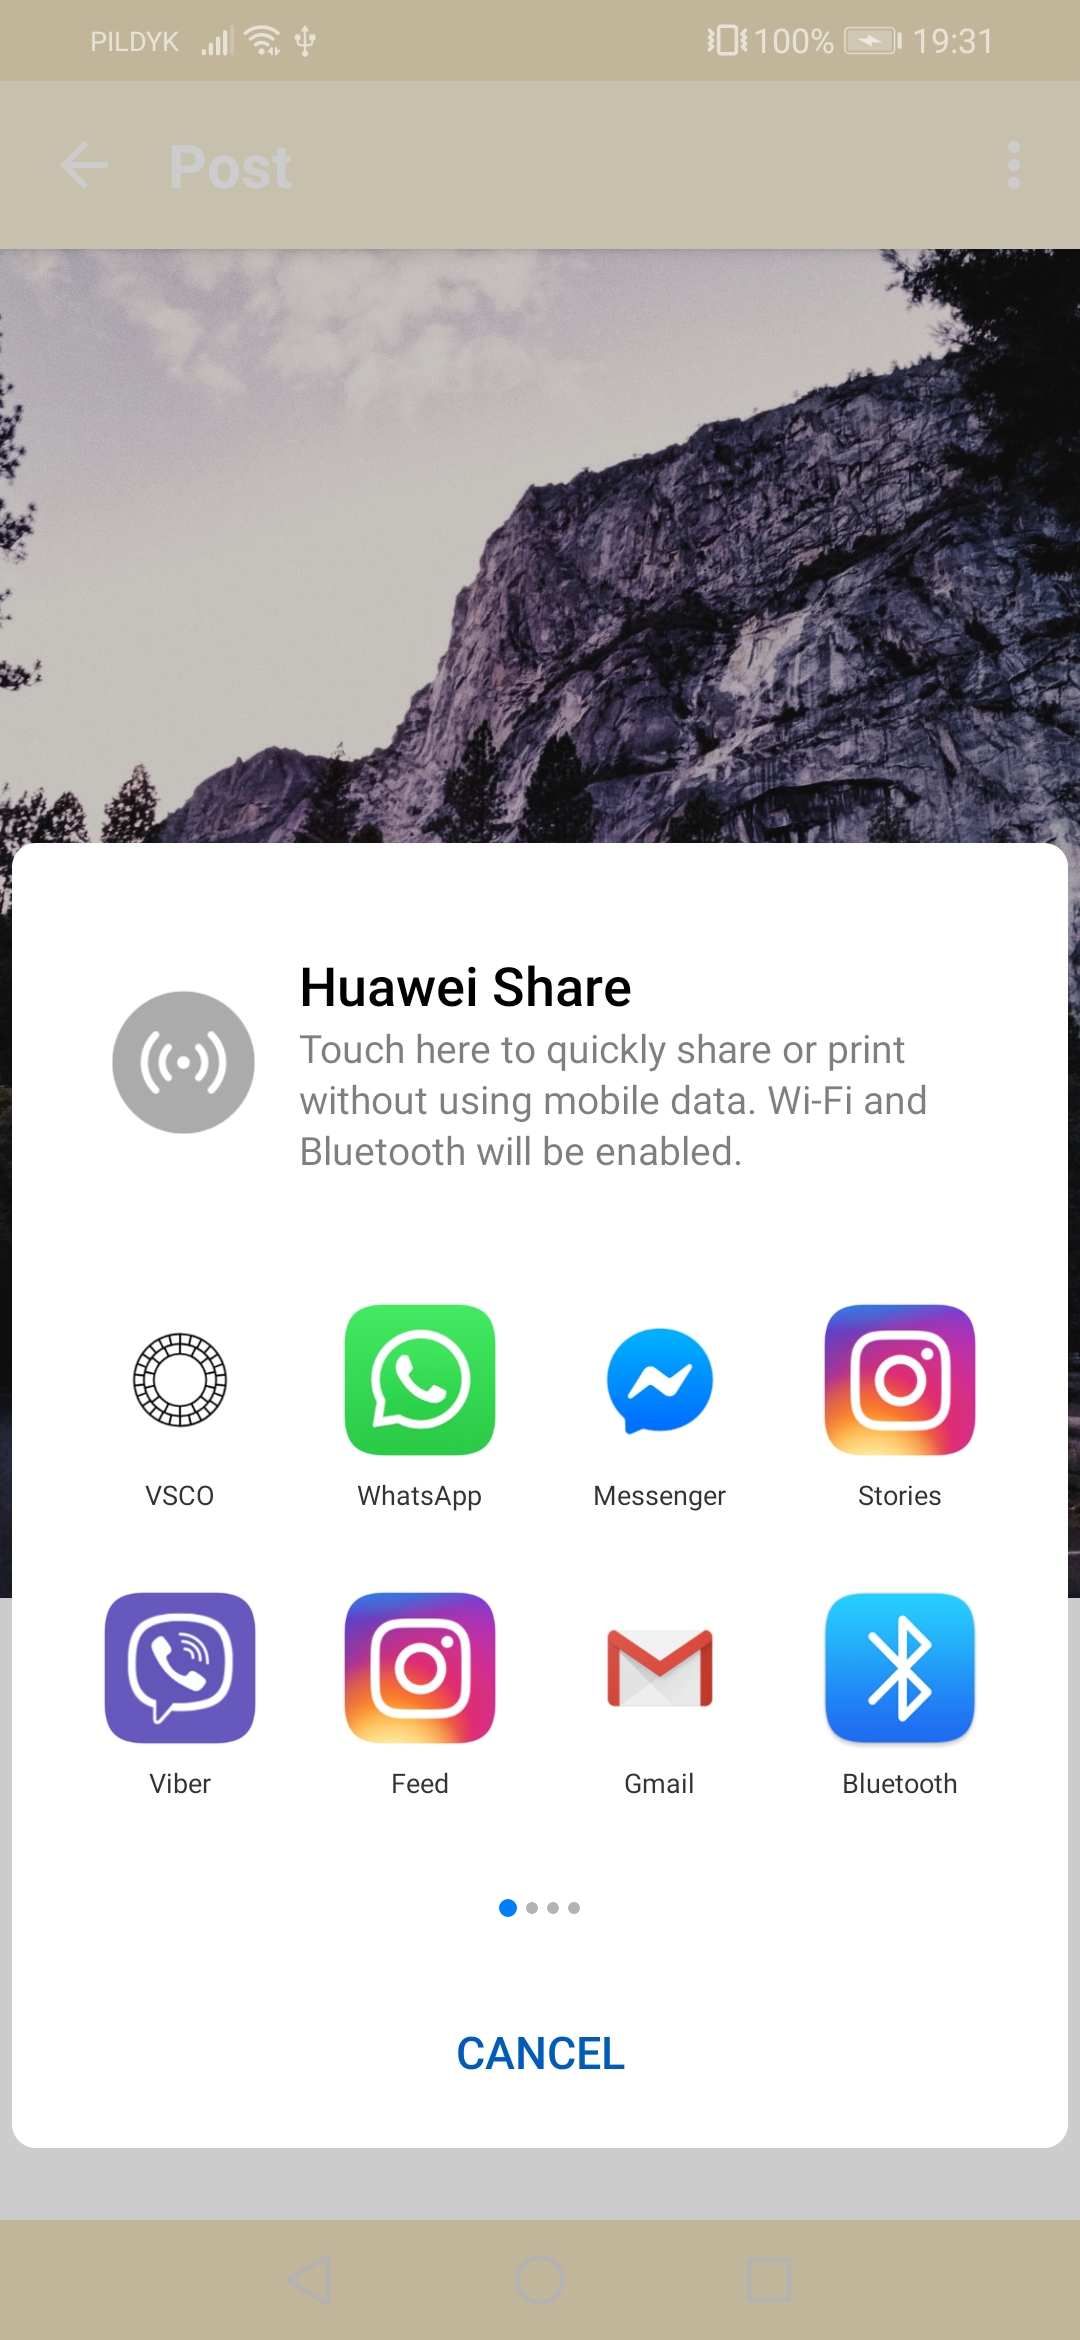 PILDYK 100% 19:31
Post
Huawei Share
Touch here to quickly share or print
without using mobile data. Wi-Fi and
Bluetooth will be enabled.
VSCO WhatsApp Messenger Stories
Viber Feed Gmail Bluetooth
CANCEL